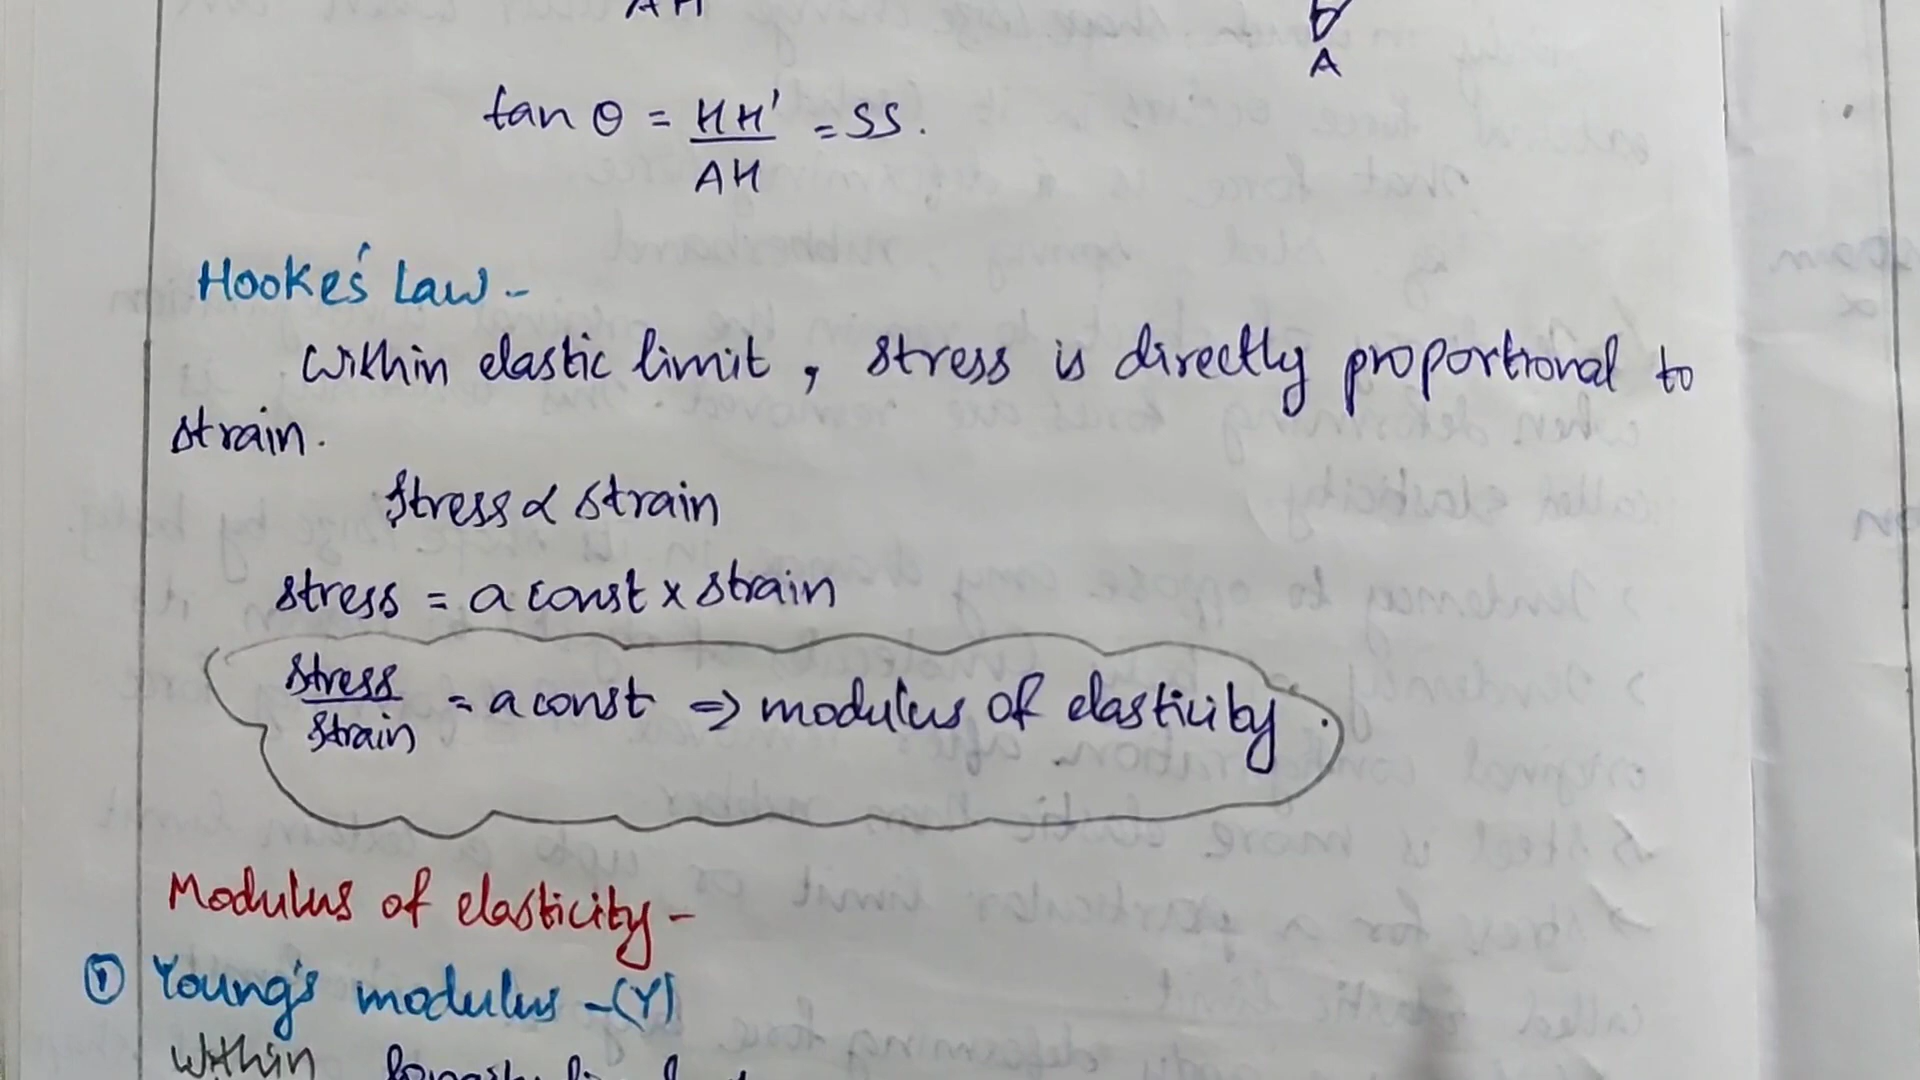 AH
A
tan θ = HH' = SS.
AH
Hooke's Law -
Within elastic limit, stress is directly proportional to
strain.
Stress ∝ strain
stress = a const × strain
Stress = a const ⇒ modulus of elasticity.
Strain
Modulus of elasticity -
① Young's modulus - (Y)
Within